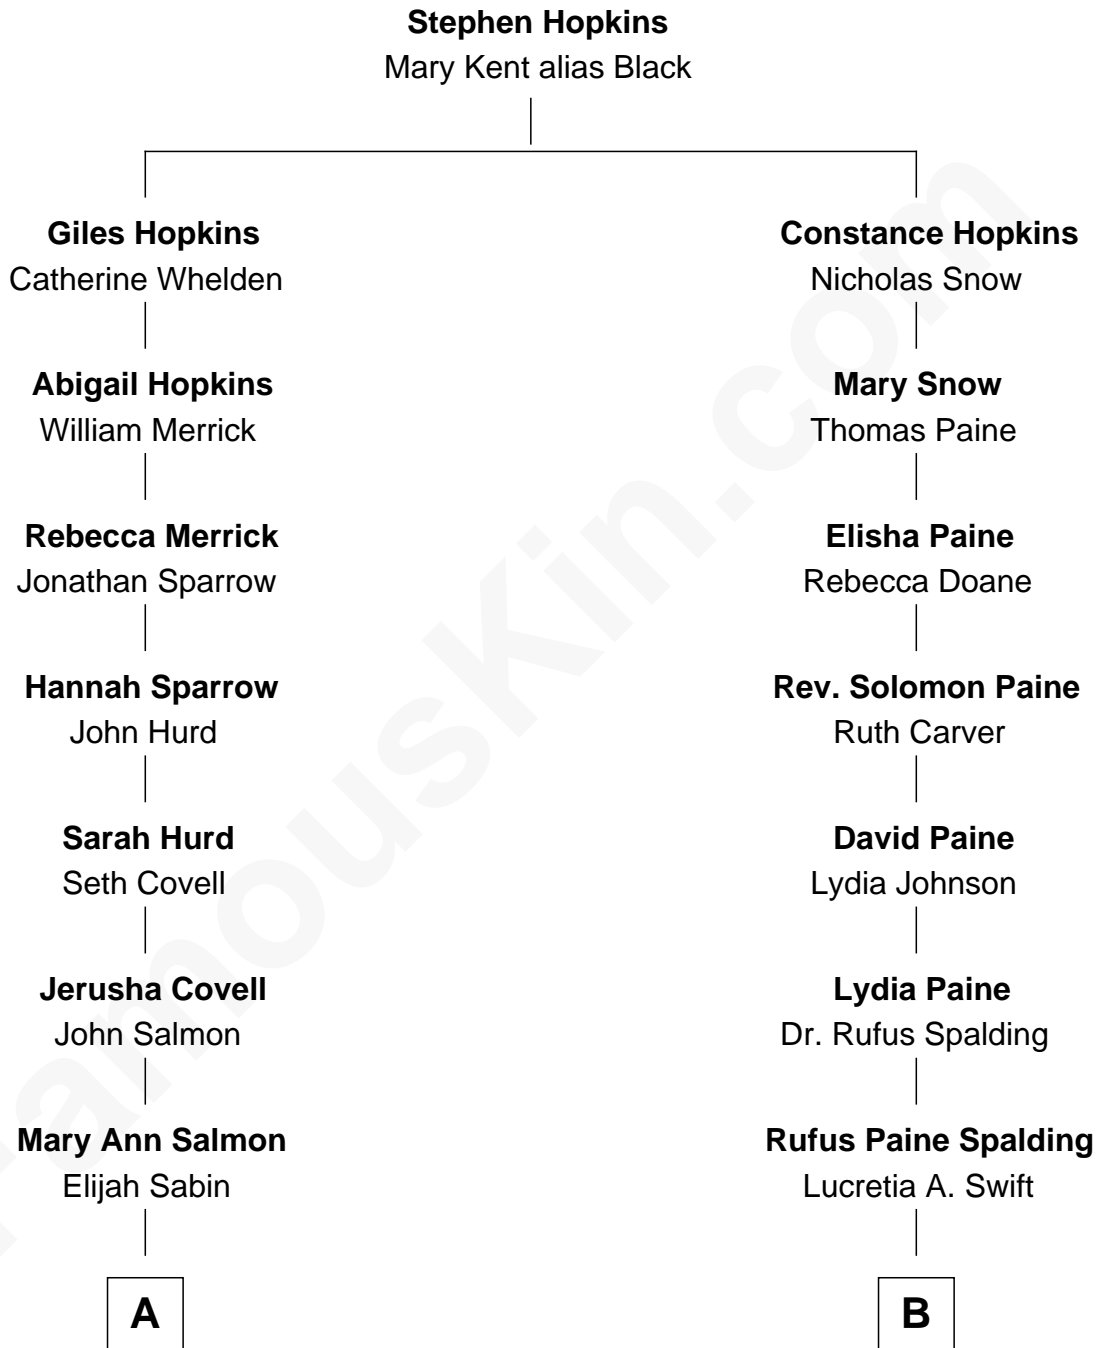 Stephen Hopkins
Mary Kent alias Black
Giles Hopkins
Catherine Whelden
Abigail Hopkins
William Merrick
Rebecca Merrick
Jonathan Sparrow
Hannah Sparrow
John Hurd
Sarah Hurd
Seth Covell
Jerusha Covell
John Salmon
Mary Ann Salmon
Elijah Sabin
A
Constance Hopkins
Nicholas Snow
Mary Snow
Thomas Paine
Elisha Paine
Rebecca Doane
Rev. Solomon Paine
Ruth Carver
David Paine
Lydia Johnson
Lydia Paine
Dr. Rufus Spalding
Rufus Paine Spalding
Lucretia A. Swift
B
FamousKin.com